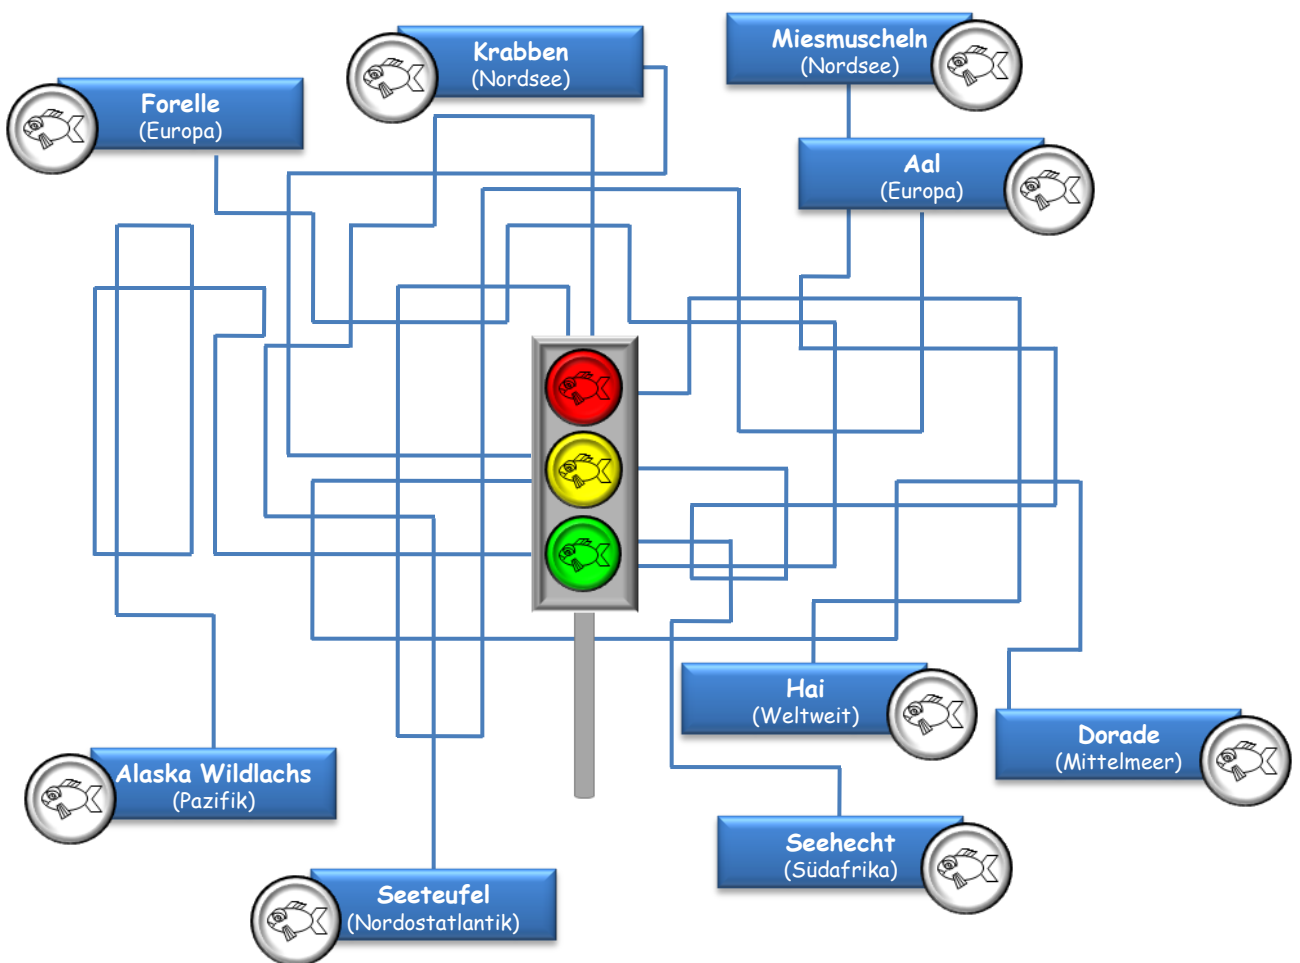 Krabben
(Nordsee)
Miesmuscheln
(Nordsee)
Forelle
(Europa)
Aal
(Europa)
Hai
(Weltweit)
Dorade
(Mittelmeer)
Alaska Wildlachs
(Pazifik)
Seehecht
(Südafrika)
Seeteufel
(Nordostatlantik)